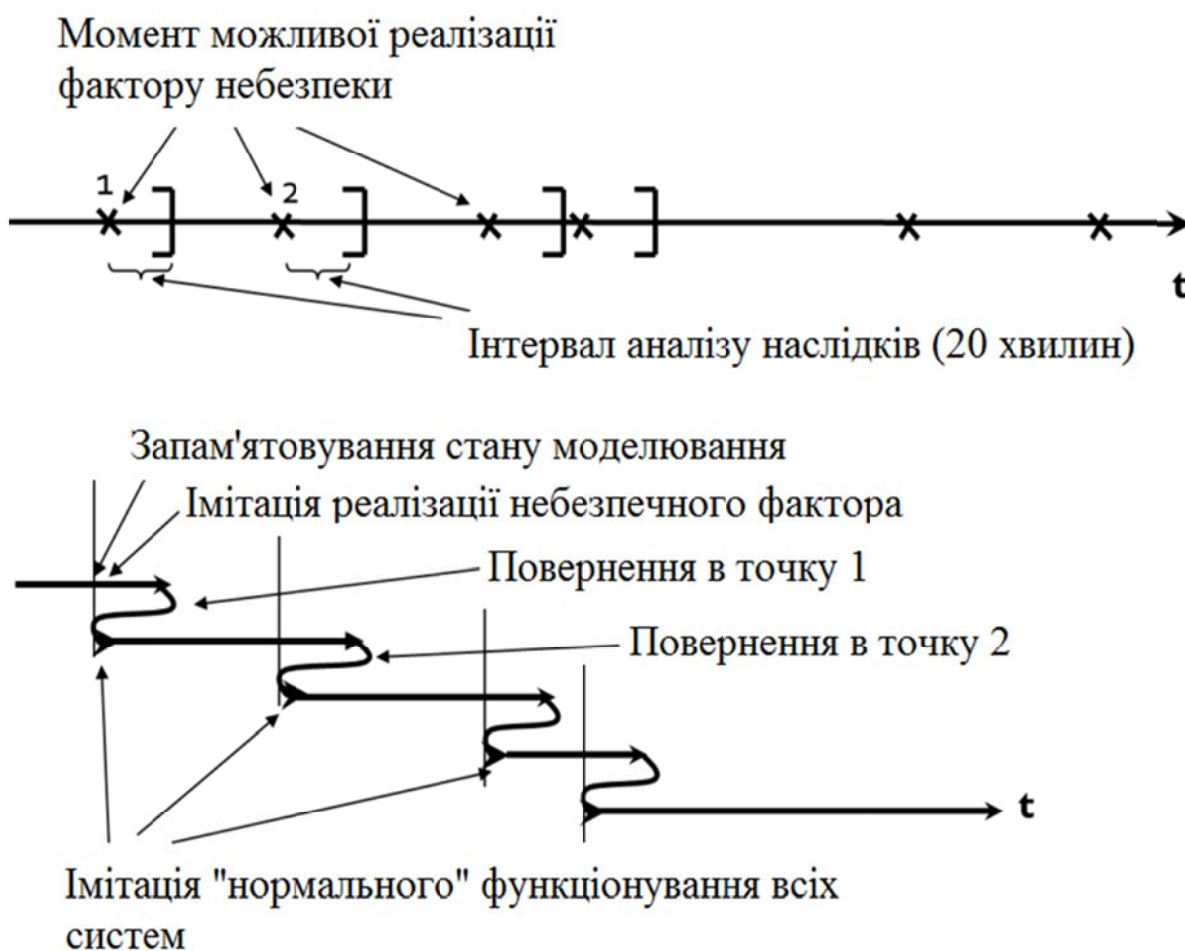 Момент можливої реалізації
фактору небезпеки
1
2
t
Інтервал аналізу наслідків (20 хвилин)
Запам'ятовування стану моделювання
Імітація реалізації небезпечного фактора
Повернення в точку 1
Повернення в точку 2
t
Імітація "нормального" функціонування всіх
систем